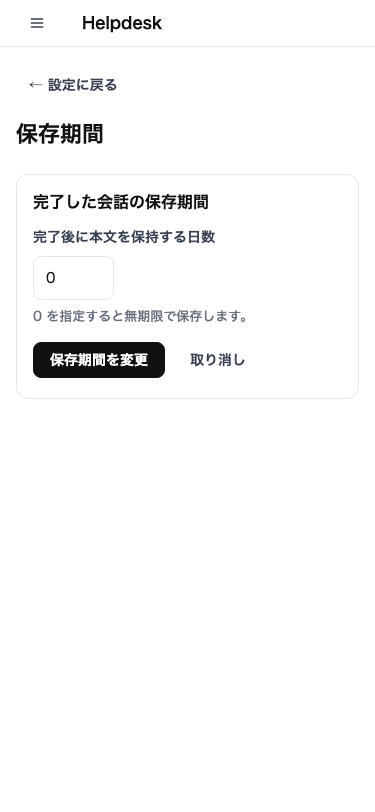 Helpdesk
← 設定に戻る
保存期間
完了した会話の保存期間
完了後に本文を保持する日数
0
0 を指定すると無期限で保存します。
保存期間を変更
取り消し